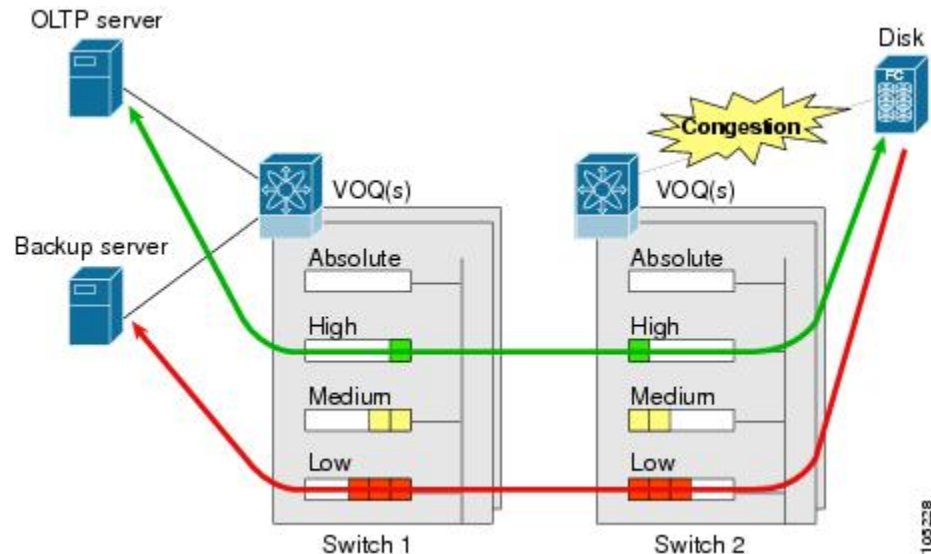 OLTP server
Disk
FC
Congestion
VOQ(s)
VOQ(s)
Backup server
Absolute
Absolute
High
High
Medium
Medium
Low
Low
Switch 1
Switch 2
105228